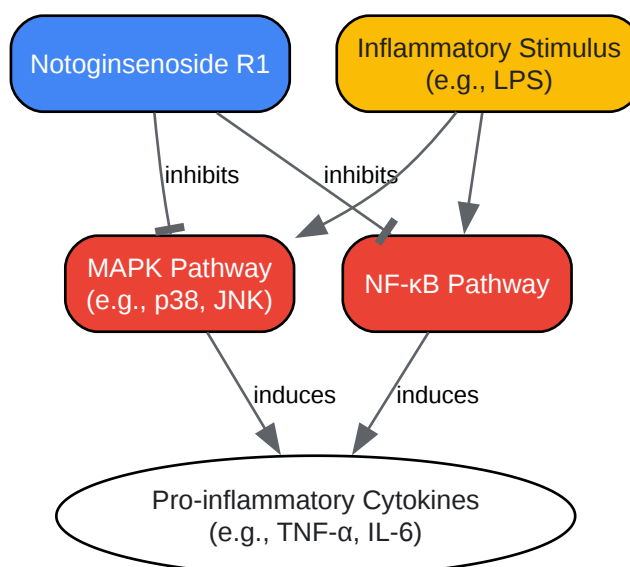 Notoginsenoside R1
Inflammatory Stimulus
(e.g., LPS)
inhibits
inhibits
MAPK Pathway
(e.g., p38, JNK)
NF-κB Pathway
induces
induces
Pro-inflammatory Cytokines
(e.g., TNF-α, IL-6)